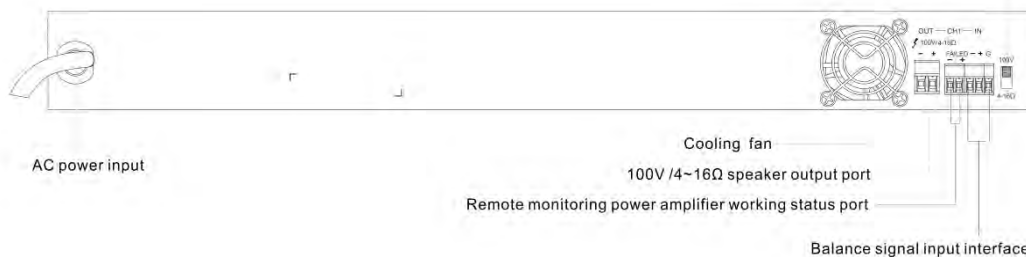 OUT — CH1 — IN
100V/4-16Ω
− + FAILED − + G
− +
100V
4-16Ω
AC power input
Cooling fan
100V /4~16Ω speaker output port
Remote monitoring power amplifier working status port
Balance signal input interface